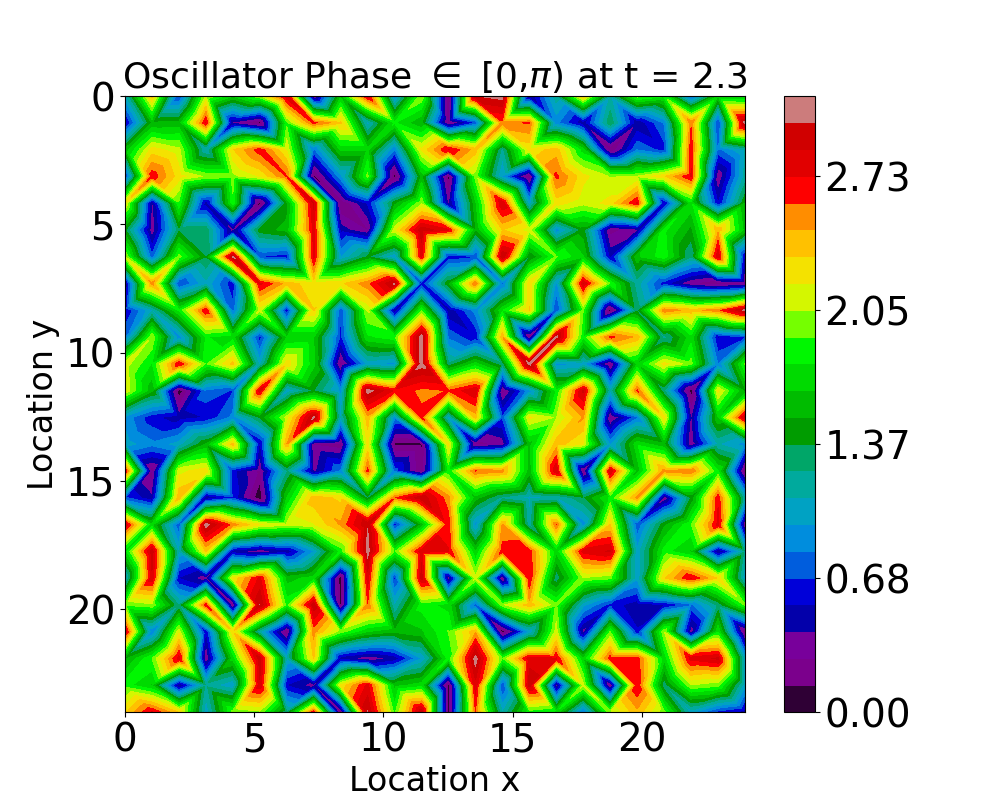 Oscillator Phase ∈ [0,π) at t = 2.3
0
5
10
15
20
Location y
0 5 10 15 20
Location x
2.73
2.05
1.37
0.68
0.00